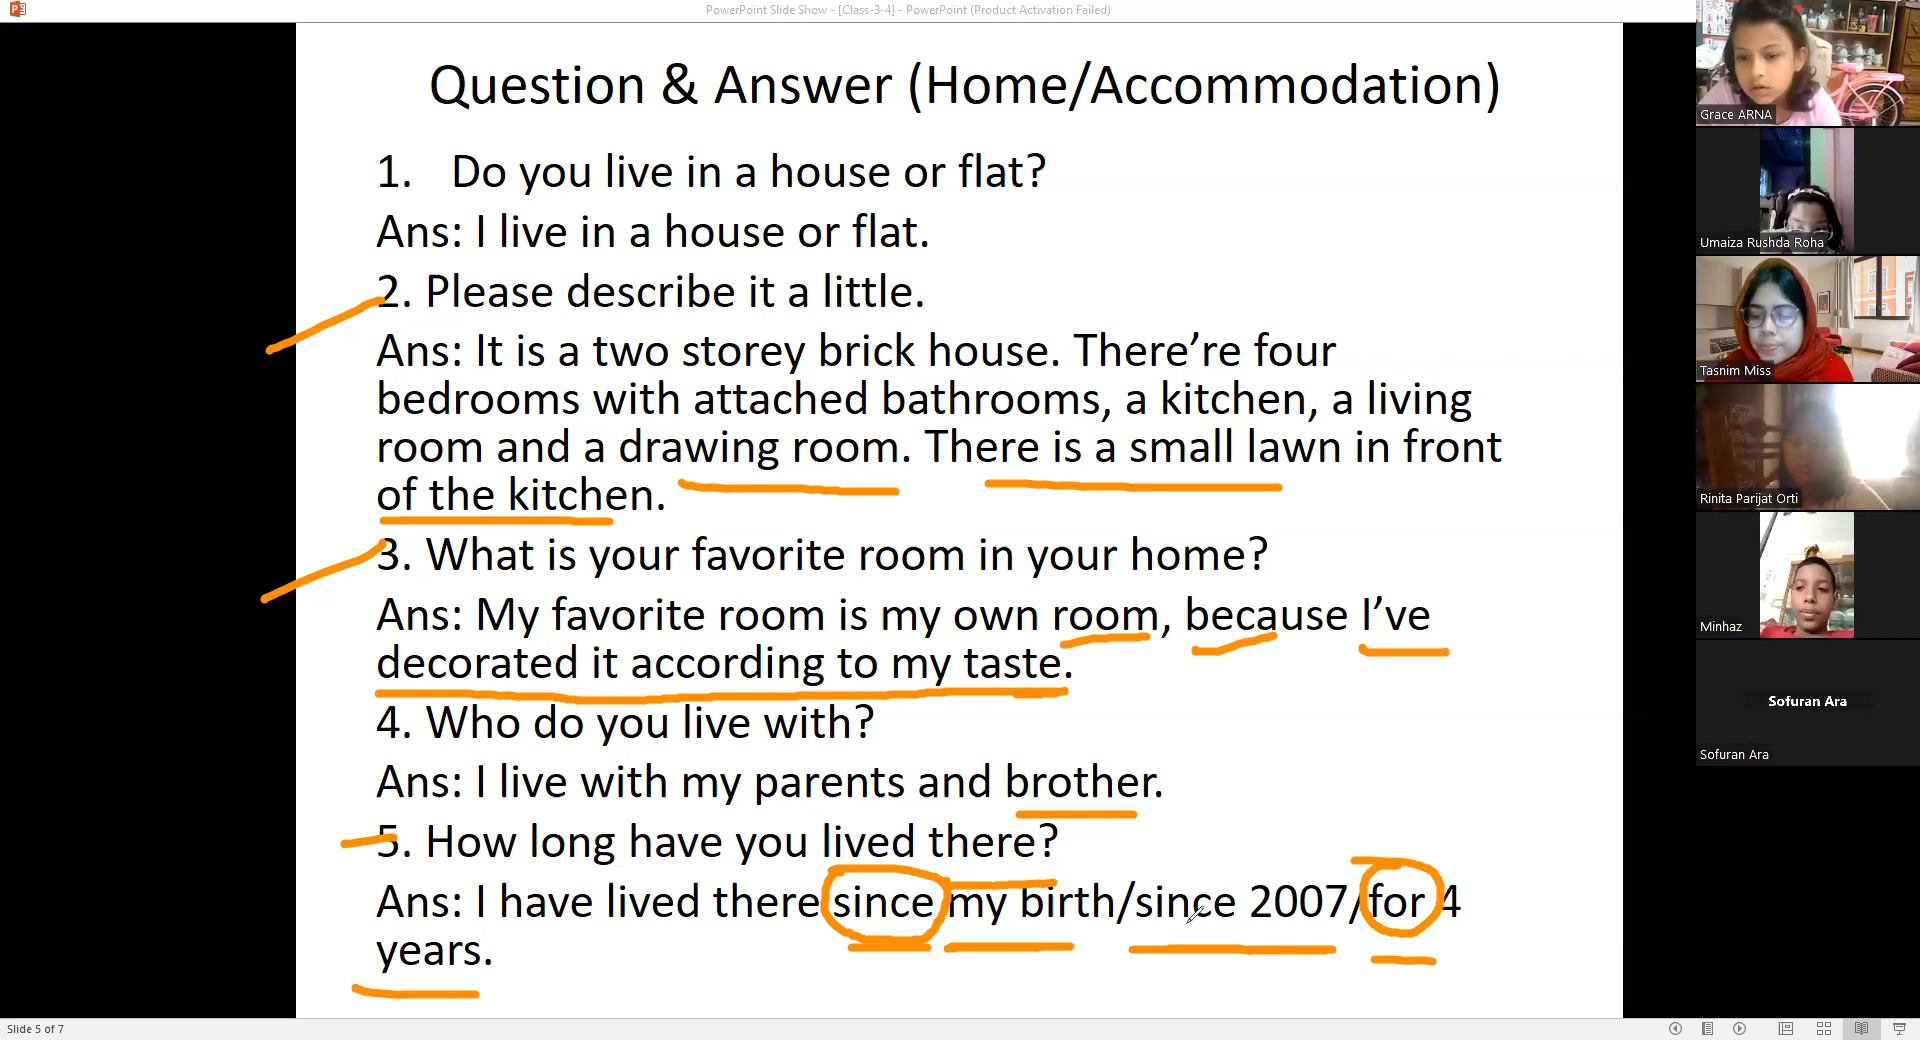 PowerPoint Slide Show - [Class-3-4] - PowerPoint (Product Activation Failed)
Question & Answer (Home/Accommodation)
1. Do you live in a house or flat?
Ans: I live in a house or flat.
2. Please describe it a little.
Ans: It is a two storey brick house. There’re four
bedrooms with attached bathrooms, a kitchen, a living
room and a drawing room. There is a small lawn in front
of the kitchen.
3. What is your favorite room in your home?
Ans: My favorite room is my own room, because I’ve
decorated it according to my taste.
4. Who do you live with?
Ans: I live with my parents and brother.
5. How long have you lived there?
Ans: I have lived there since my birth/since 2007/for 4
years.
Slide 5 of 7
Grace ARNA
Umaiza Rushda Roha
Tasnim Miss
Rinita Parijat Orti
Minhaz
Sofuran Ara
Sofuran Ara